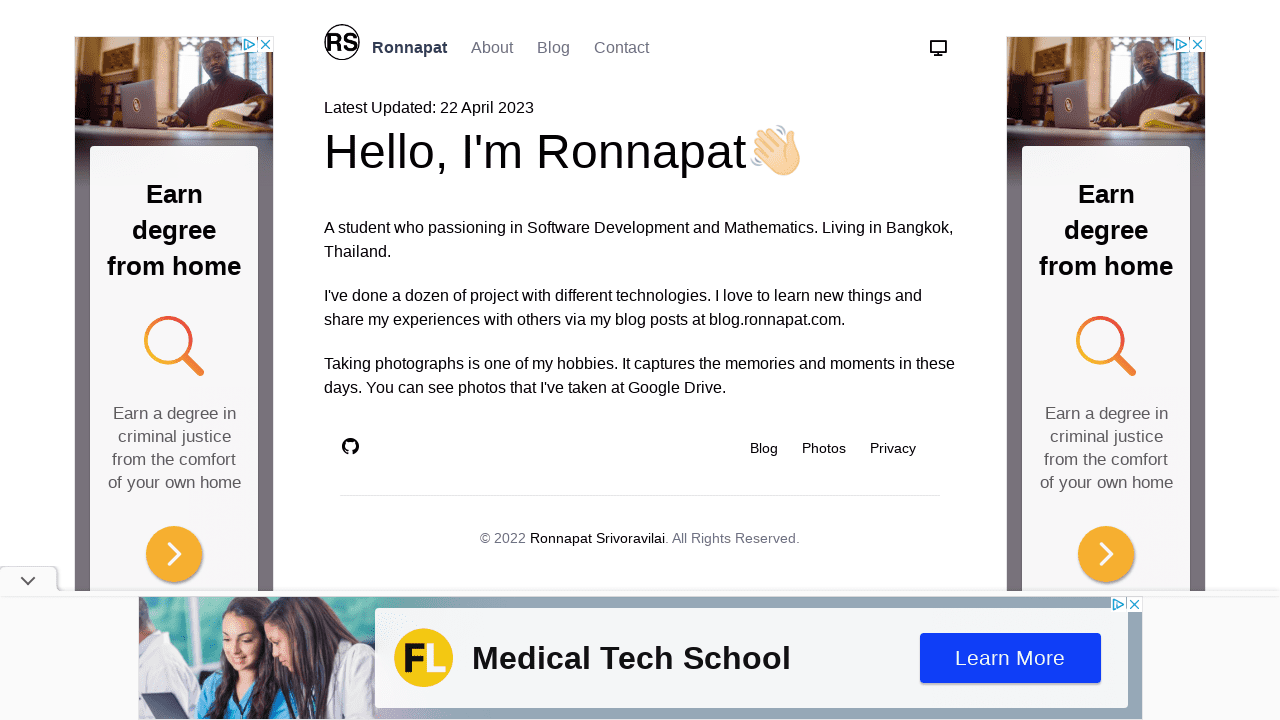 RS
Ronnapat
About
Blog
Contact
Latest Updated: 22 April 2023
Hello, I'm Ronnapat👋🏻
A student who passioning in Software Development and Mathematics. Living in Bangkok,
Thailand.
I've done a dozen of project with different technologies. I love to learn new things and
share my experiences with others via my blog posts at blog.ronnapat.com.
Taking photographs is one of my hobbies. It captures the memories and moments in these
days. You can see photos that I've taken at Google Drive.
Blog
Photos
Privacy
© 2022 Ronnapat Srivoravilai. All Rights Reserved.
Earn
degree
from home
Earn a degree in
criminal justice
from the comfort
of your own home
Earn
degree
from home
Earn a degree in
criminal justice
from the comfort
of your own home
FL
Medical Tech School
Learn More